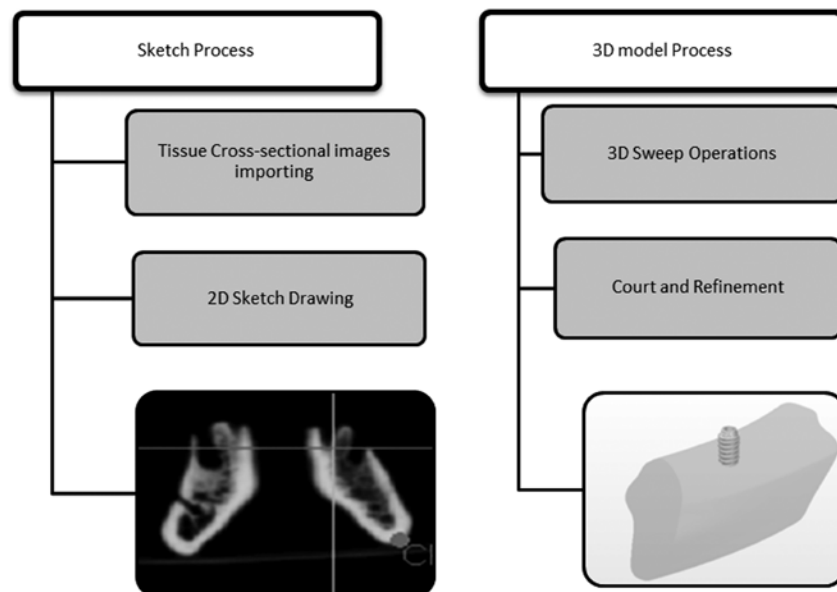 Sketch Process
Tissue Cross-sectional images
importing
2D Sketch Drawing
3D model Process
3D Sweep Operations
Court and Refinement